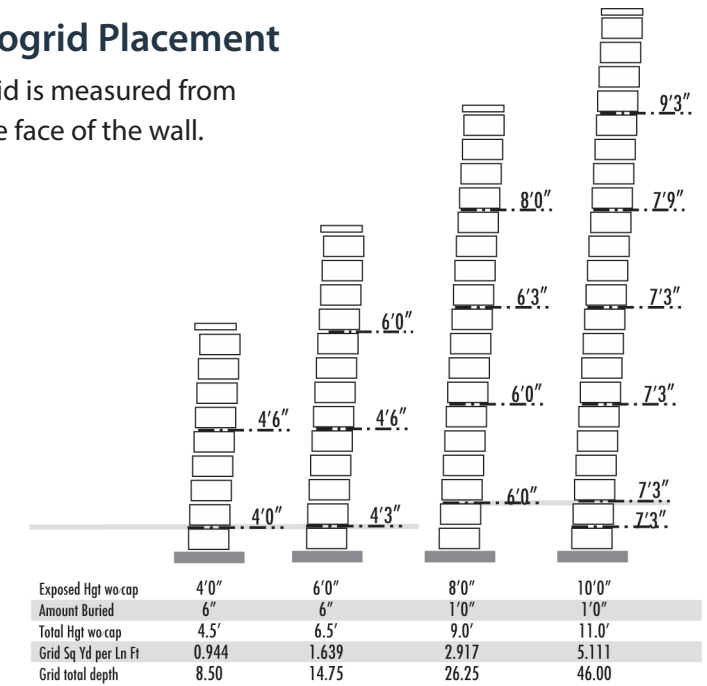 ogrid Placement
id is measured from
e face of the wall.
9’3”
8’0” 7’9”
6’3” 7’3”
6’0”
4’6” 4’6” 6’0” 7’3”
6’0” 7’3”
4’0” 4’3” 7’3”
Exposed Hgt wo cap 4’0” 6’0” 8’0” 10’0”
Amount Buried 6” 6” 1’0” 1’0”
Total Hgt wo cap 4.5’ 6.5’ 9.0’ 11.0’
Grid Sq Yd per Ln Ft 0.944 1.639 2.917 5.111
Grid total depth 8.50 14.75 26.25 46.00